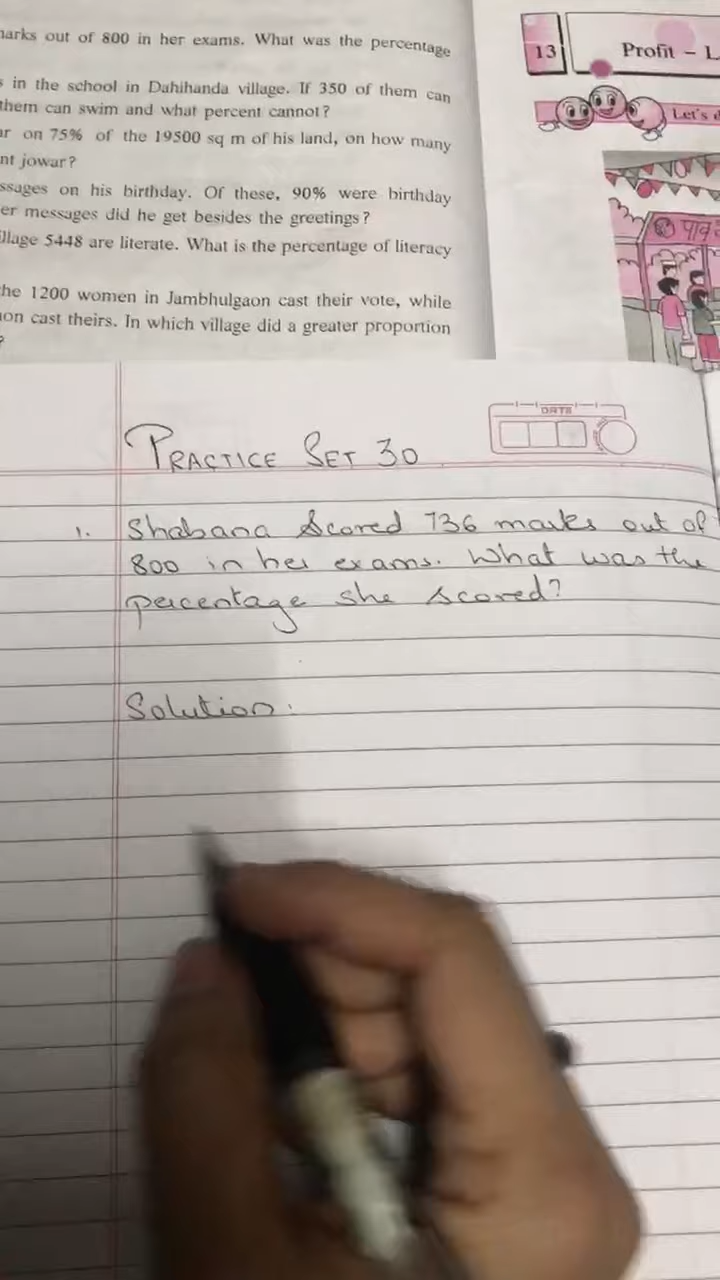 marks out of 800 in her exams. What was the percentage
s in the school in Dahihanda village. If 350 of them can
them can swim and what percent cannot?
ar on 75% of the 19500 sq m of his land, on how many
nt jowar?
ssages on his birthday. Of these, 90% were birthday
er messages did he get besides the greetings?
illage 5448 are literate. What is the percentage of literacy
he 1200 women in Jambhulgaon cast their vote, while
on cast theirs. In which village did a greater proportion
?
13 Profit – L
Let's d
पाव
DATE
PRACTICE SET 30
1. Shabana Scored 736 marks out of
800 in her exams. What was the
percentage she scored?
Solution: